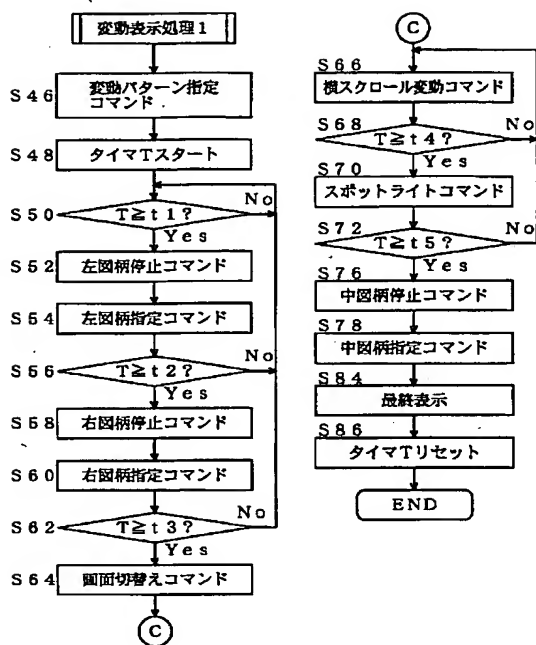 変動表示処理1
S46
変動パターン指定
コマンド
S48
タイマTスタート
S50
T≧t1?
No
Yes
S52
左図柄停止コマンド
S54
左図柄指定コマンド
S56
T≧t2?
No
Yes
S58
右図柄停止コマンド
S60
右図柄指定コマンド
S62
T≧t3?
No
Yes
S64
画面切替えコマンド
C
C
S66
横スクロール変動コマンド
S68
T≧t4?
No
Yes
S70
スポットライトコマンド
S72
T≧t5?
No
Yes
S76
中図柄停止コマンド
S78
中図柄指定コマンド
S84
最終表示
S86
タイマTリセット
END